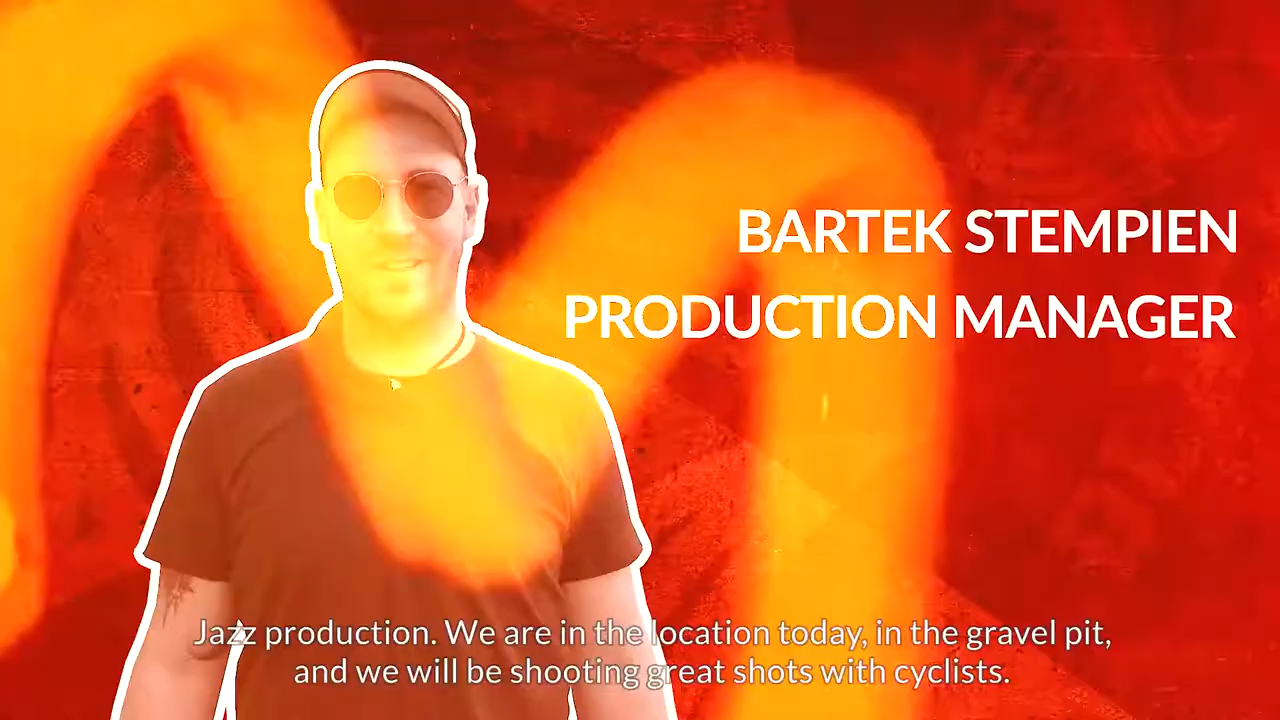 BARTEK STEMPIEN
PRODUCTION MANAGER
Jazz production. We are in the location today, in the gravel pit,
and we will be shooting great shots with cyclists.